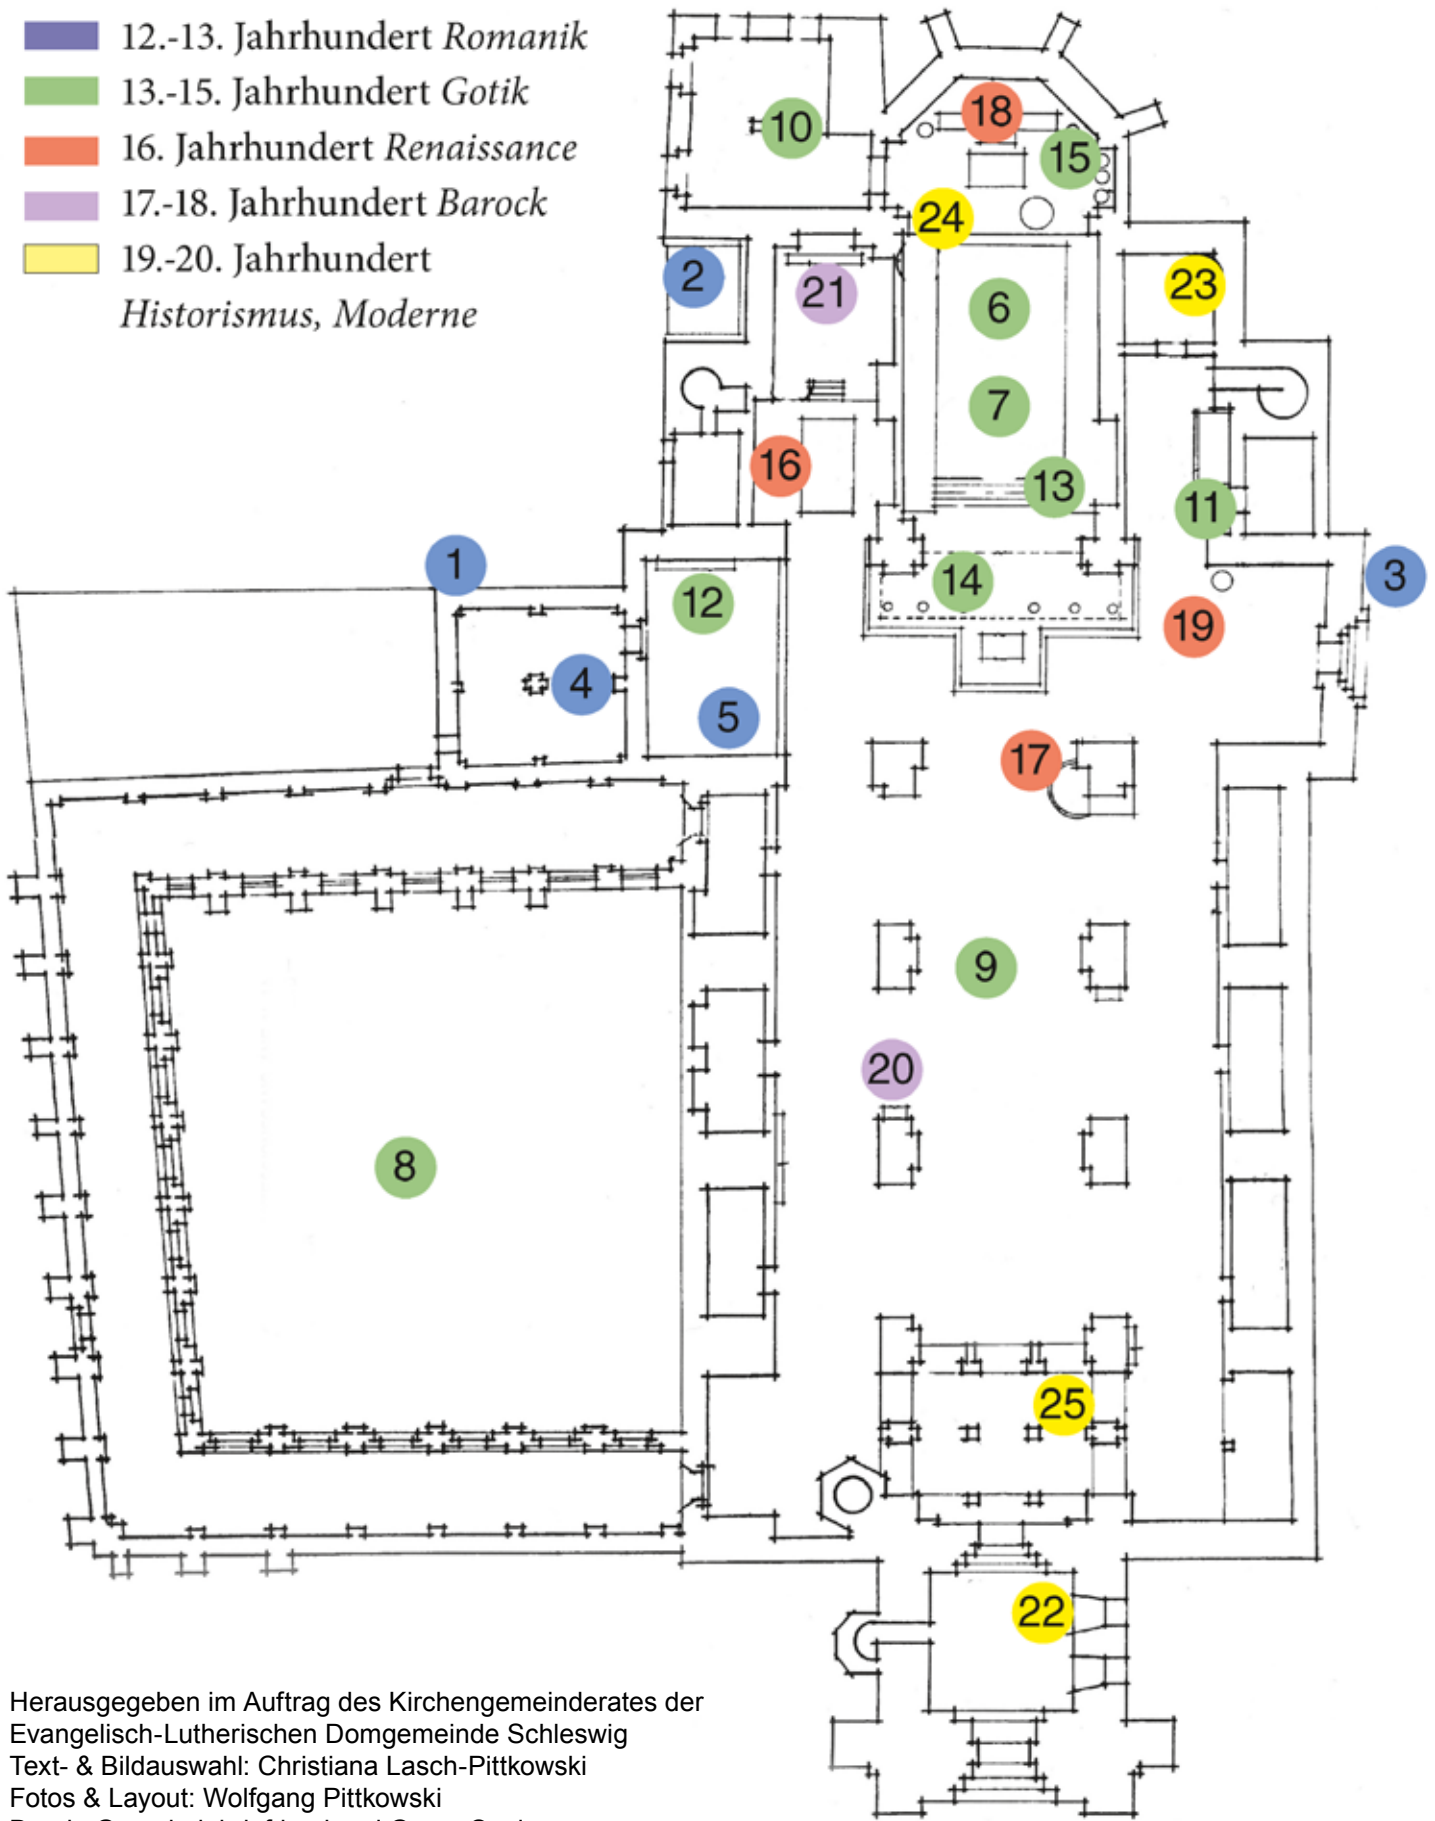 12.-13. Jahrhundert Romanik
13.-15. Jahrhundert Gotik
16. Jahrhundert Renaissance
17.-18. Jahrhundert Barock
19.-20. Jahrhundert
Historismus, Moderne
18
10
15
24
2
21
23
6
7
16
13
11
1
3
14
12
19
4
5
17
9
20
8
25
22
Herausgegeben im Auftrag des Kirchengemeinderates der
Evangelisch-Lutherischen Domgemeinde Schleswig
Text- & Bildauswahl: Christiana Lasch-Pittkowski
Fotos & Layout: Wolfgang Pittkowski